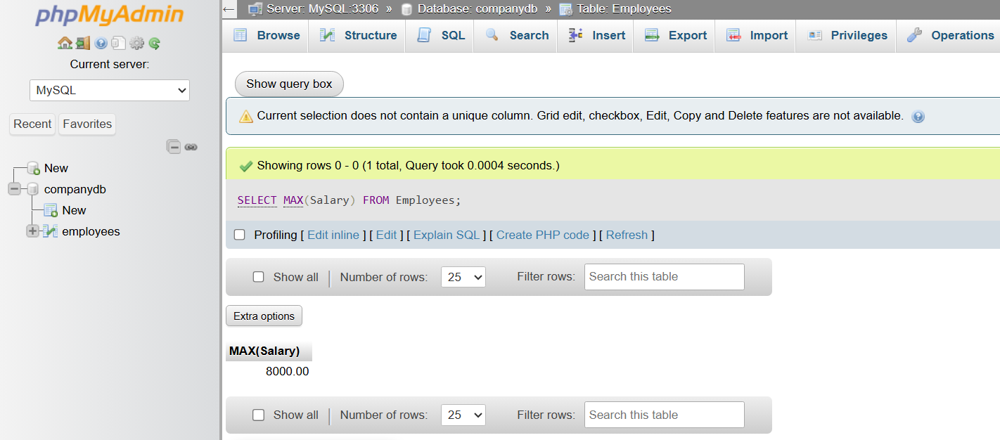 phpMyAdmin
Current server:
MySQL
Recent Favorites
New
companydb
New
employees
← Server: MySQL:3306 » Database: companydb » Table: Employees
Browse Structure SQL Search Insert Export Import Privileges Operations
Show query box
Current selection does not contain a unique column. Grid edit, checkbox, Edit, Copy and Delete features are not available.
Showing rows 0 - 0 (1 total, Query took 0.0004 seconds.)
SELECT MAX(Salary) FROM Employees;
Profiling [ Edit inline ] [ Edit ] [ Explain SQL ] [ Create PHP code ] [ Refresh ]
Show all | Number of rows: 25 Filter rows: Search this table
Extra options
MAX(Salary)
8000.00
Show all | Number of rows: 25 Filter rows: Search this table